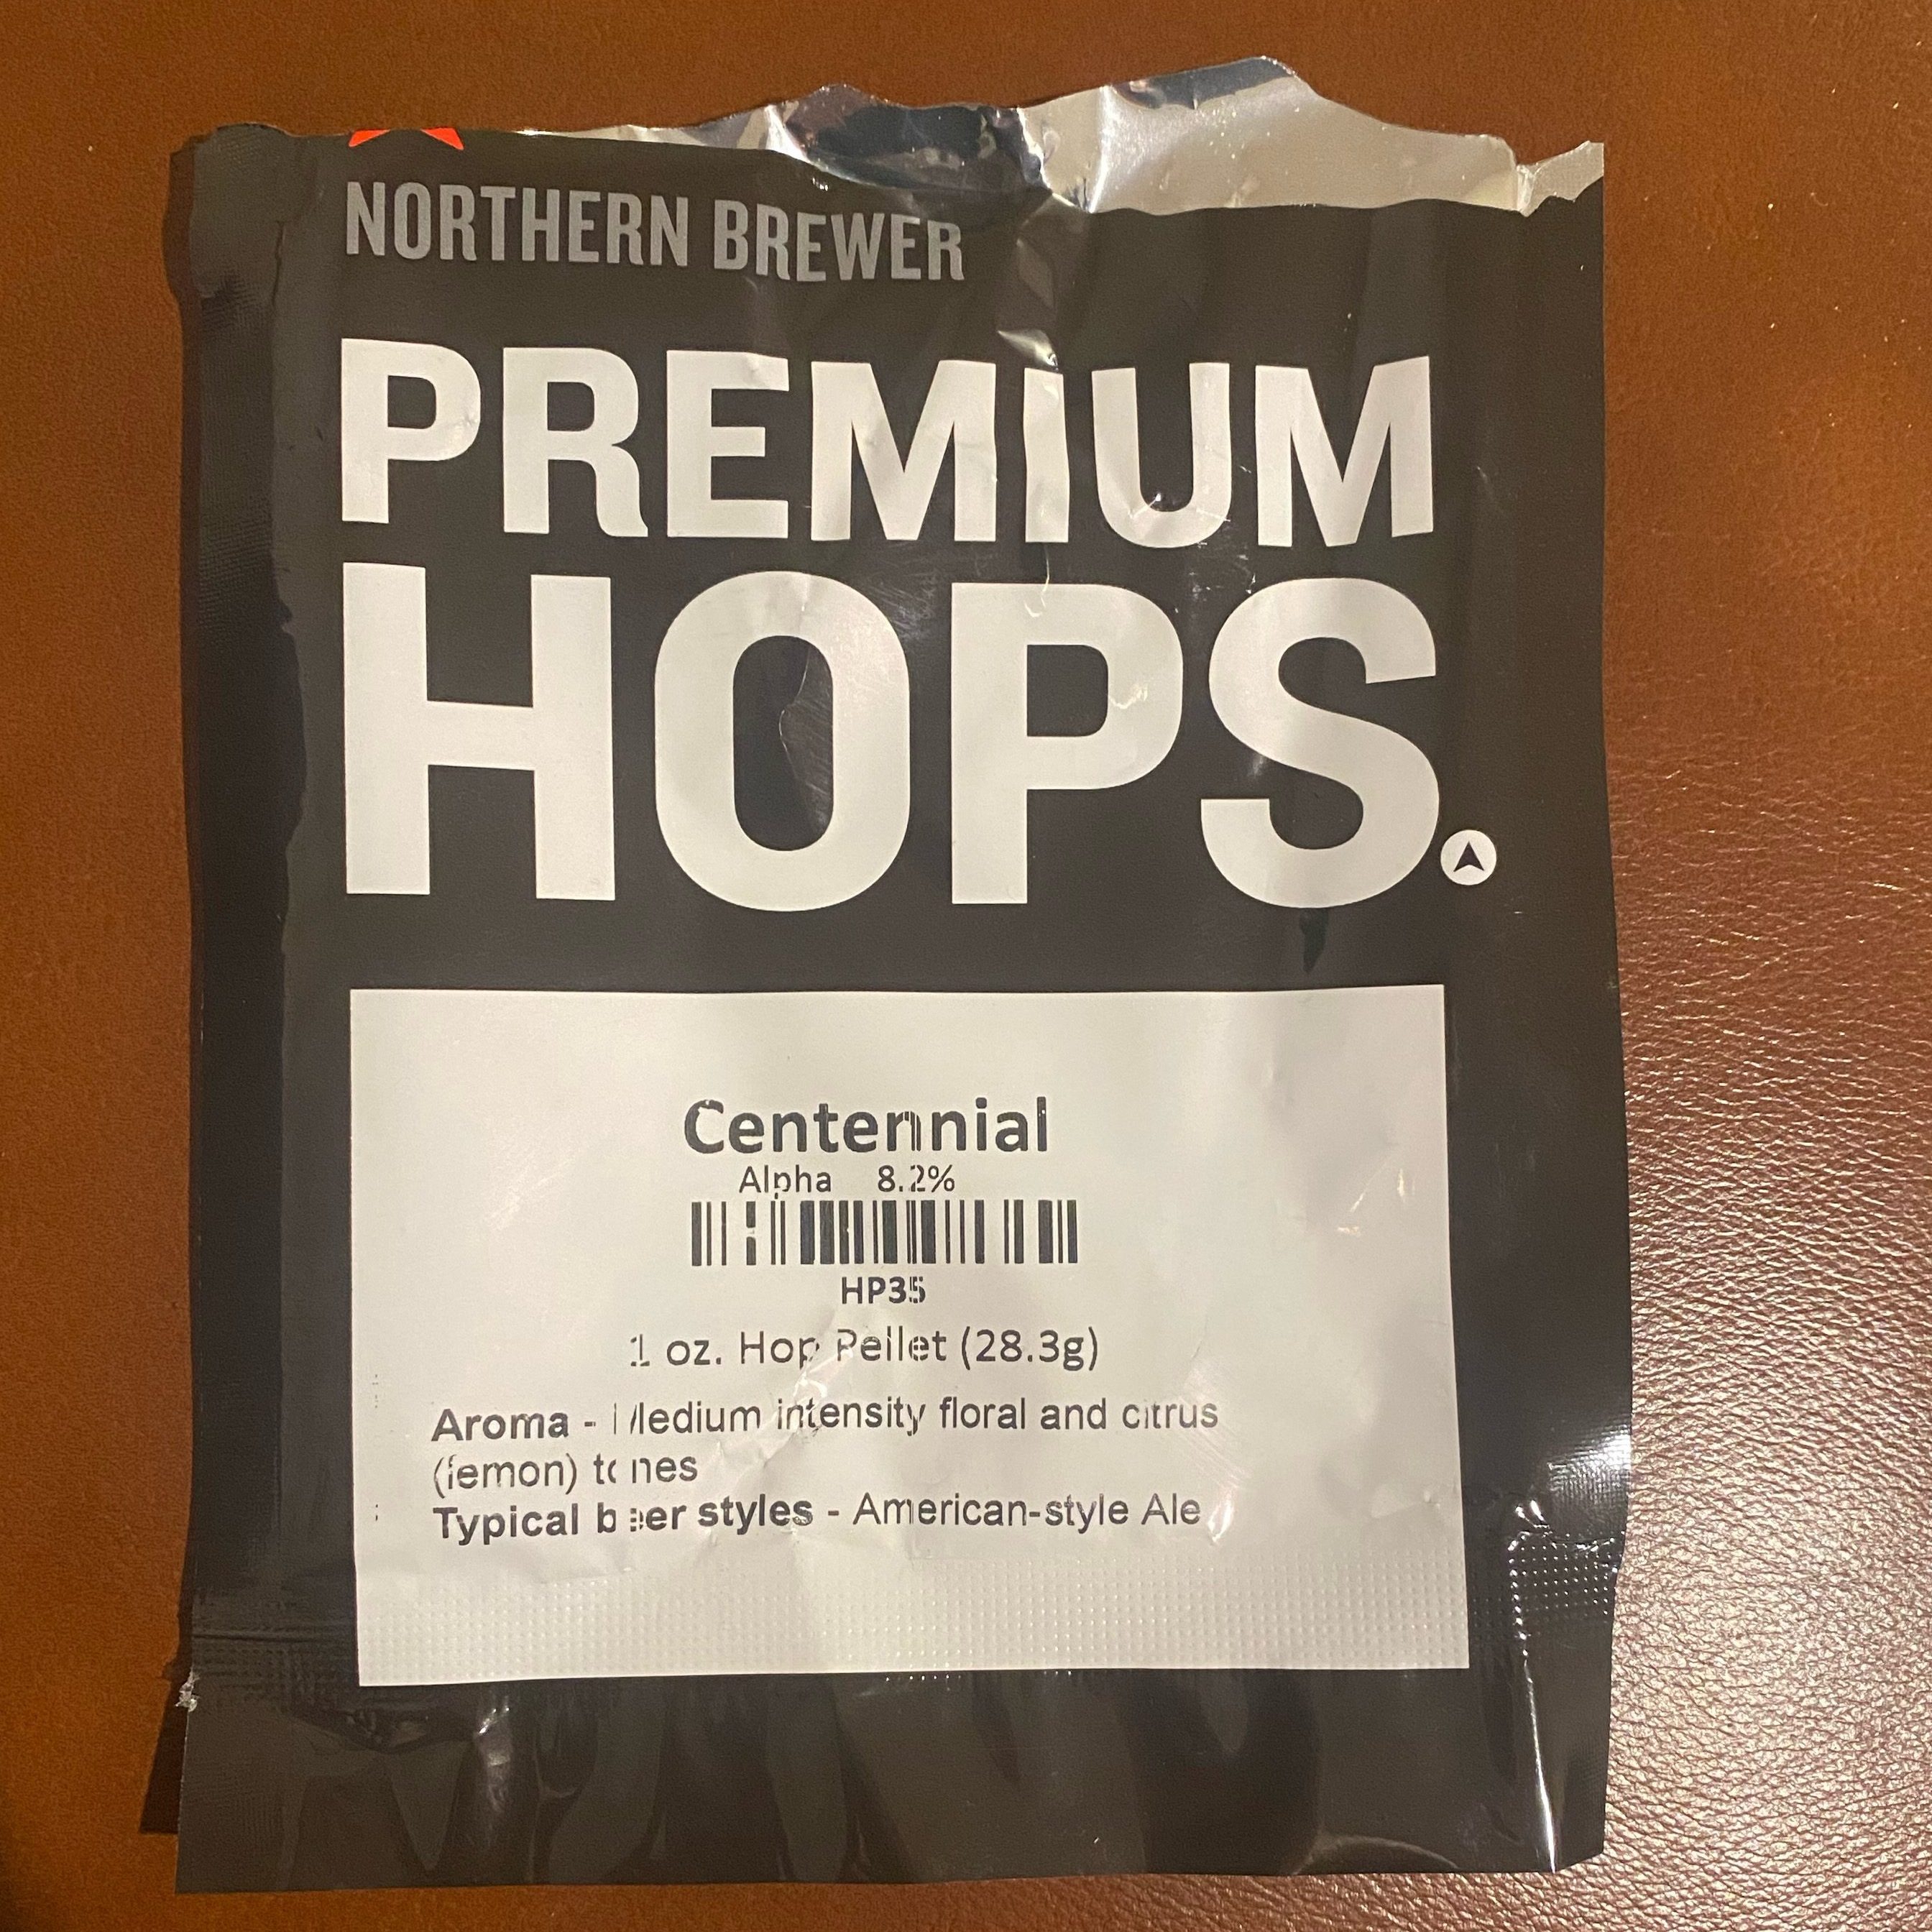 NORTHERN BREWER
PREMIUM
HOPS.
Centennial
Alpha 8.2%
HP35
1 oz. Hop Pellet (28.3g)
Aroma - Medium intensity floral and citrus
(lemon) tones
Typical beer styles - American-style Ale